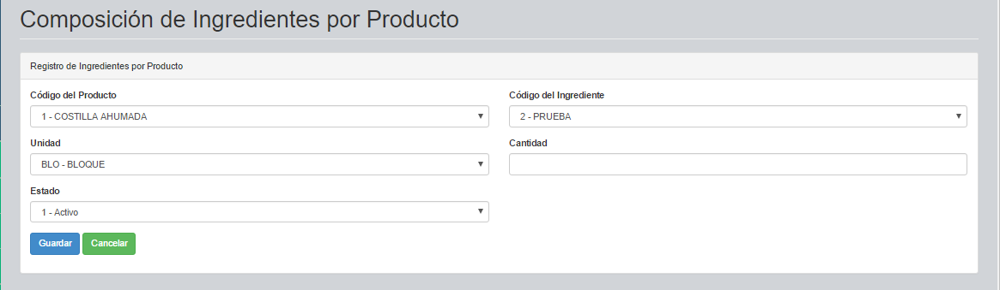 Composición de Ingredientes por Producto
Registro de Ingredientes por Producto
Código del Producto
1 - COSTILLA AHUMADA
Código del Ingrediente
2 - PRUEBA
Unidad
BLO - BLOQUE
Cantidad
Estado
1 - Activo
Guardar Cancelar